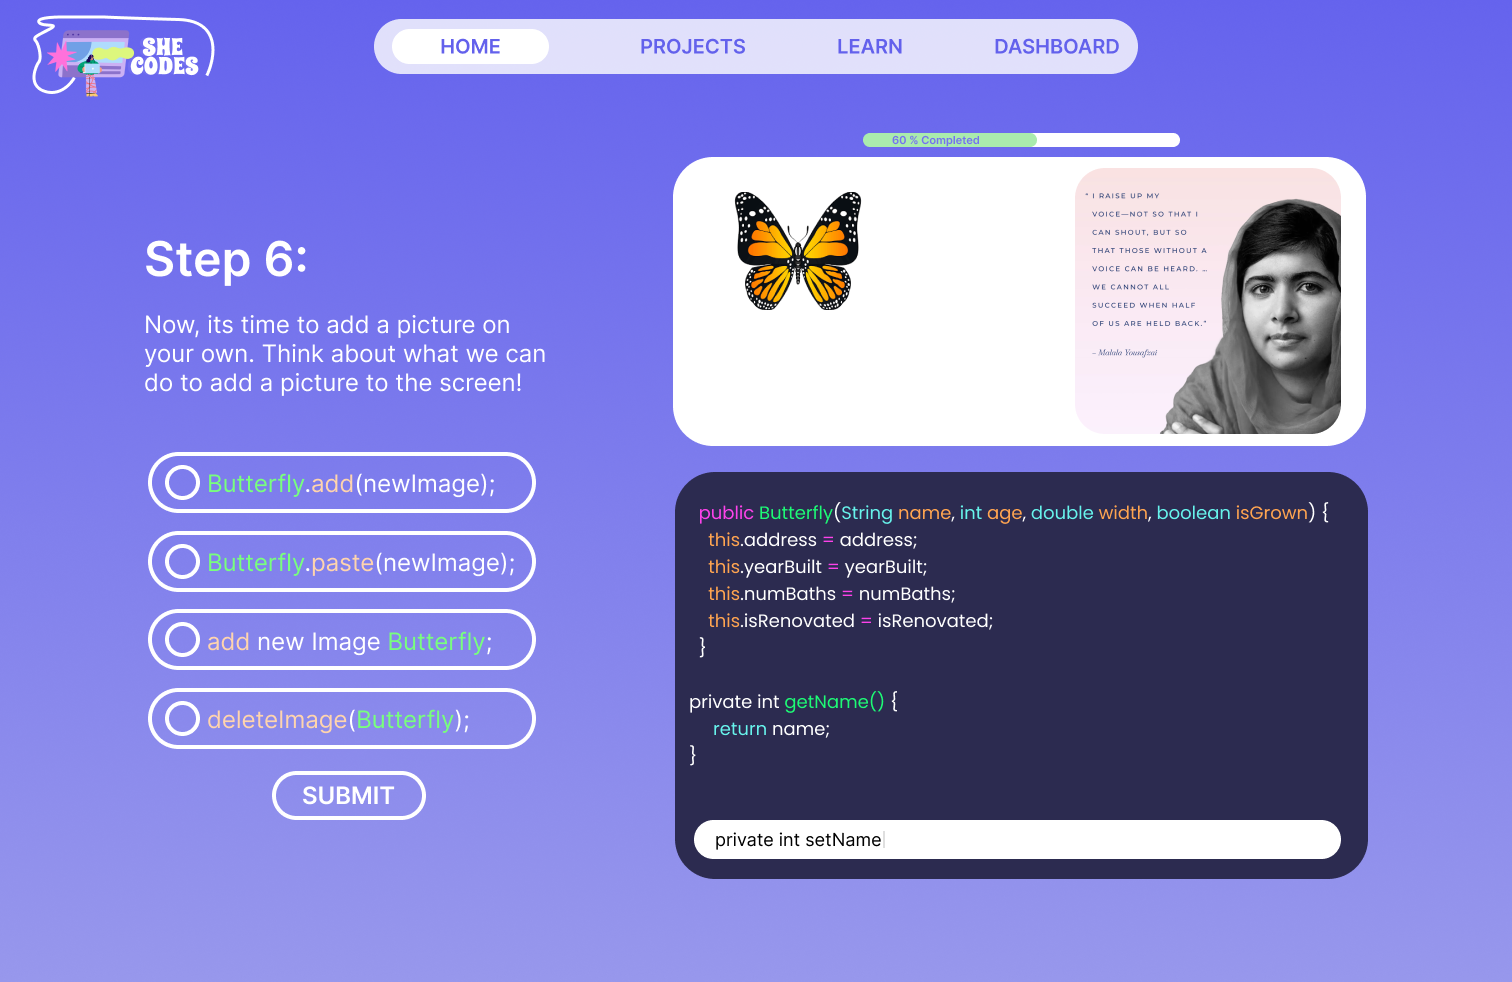 SHE
CODES
HOME
PROJECTS
LEARN
DASHBOARD
60 % Completed
Step 6:
Now, its time to add a picture on
your own. Think about what we can
do to add a picture to the screen!
Butterfly.add(newImage);
Butterfly.paste(newImage);
add new Image Butterfly;
deleteImage(Butterfly);
SUBMIT
“ I RAISE UP MY
VOICE—NOT SO THAT I
CAN SHOUT, BUT SO
THAT THOSE WITHOUT A
VOICE CAN BE HEARD. …
WE CANNOT ALL
SUCCEED WHEN HALF
OF US ARE HELD BACK.”
– Malala Yousafzai
public Butterfly(String name, int age, double width, boolean isGrown) {
this.address = address;
this.yearBuilt = yearBuilt;
this.numBaths = numBaths;
this.isRenovated = isRenovated;
}
private int getName() {
return name;
}
private int setName